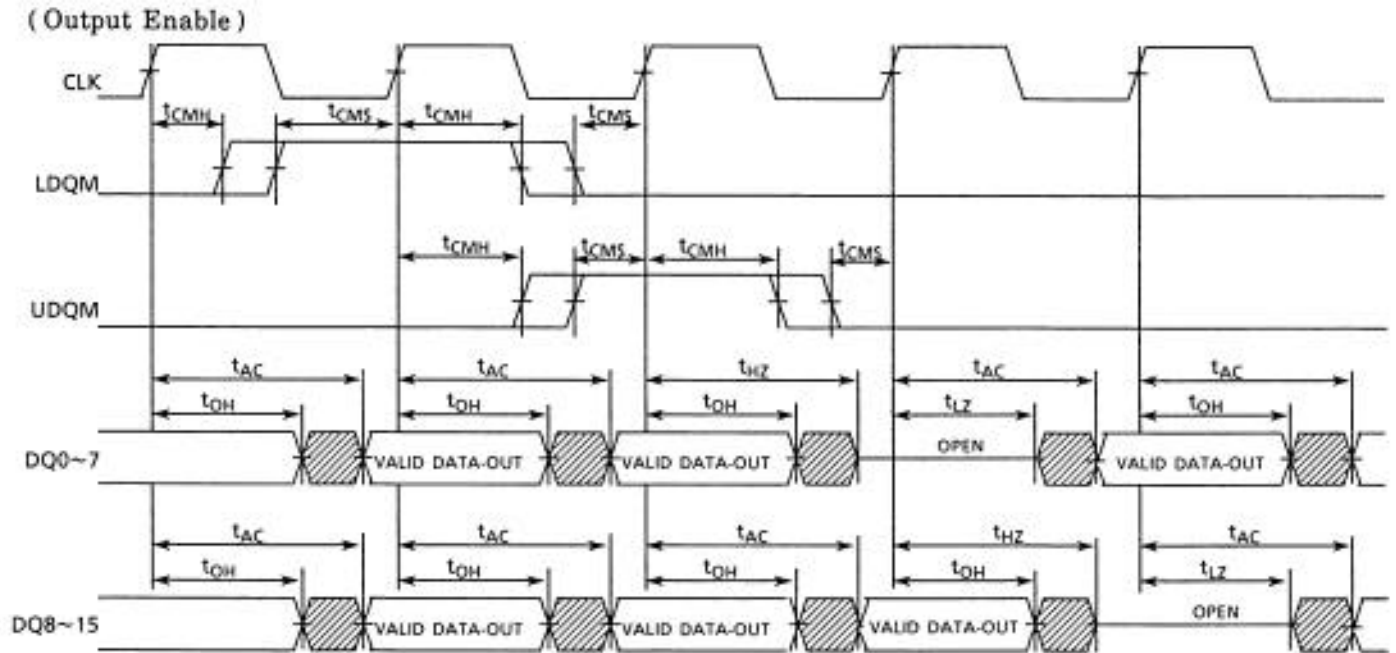 (Output Enable)
CLK
tCMH tCMS tCMH tCMS
LDQM
tCMH tCMS tCMH tCMS
UDQM
tAC tAC tHZ tAC tAC
tOH tOH tOH tLZ tOH
DQ0~7 VALID DATA-OUT VALID DATA-OUT OPEN VALID DATA-OUT
tAC tAC tAC tHZ tAC
tOH tOH tOH tOH tLZ
DQ8~15 VALID DATA-OUT VALID DATA-OUT VALID DATA-OUT OPEN